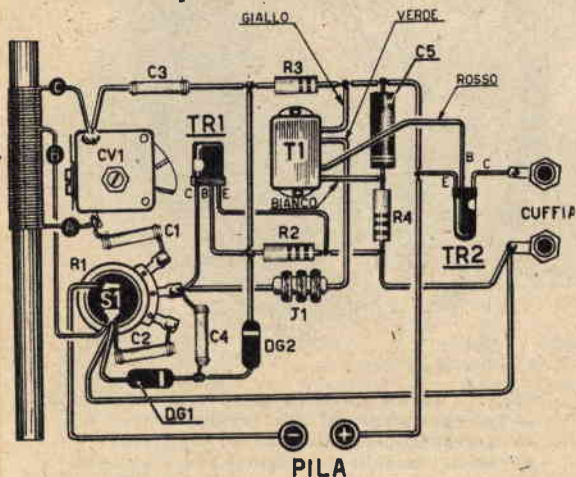 GIALLO
VERDE
C3
R3
C5
ROSSO
C
TR1
T1
B
CV1
B
C
E
C B E
BIANCO
CUFFIA
A
C1
R2
R4
TR2
R1
S1
J1
C2
C4
DG2
DG1
- +
PILA